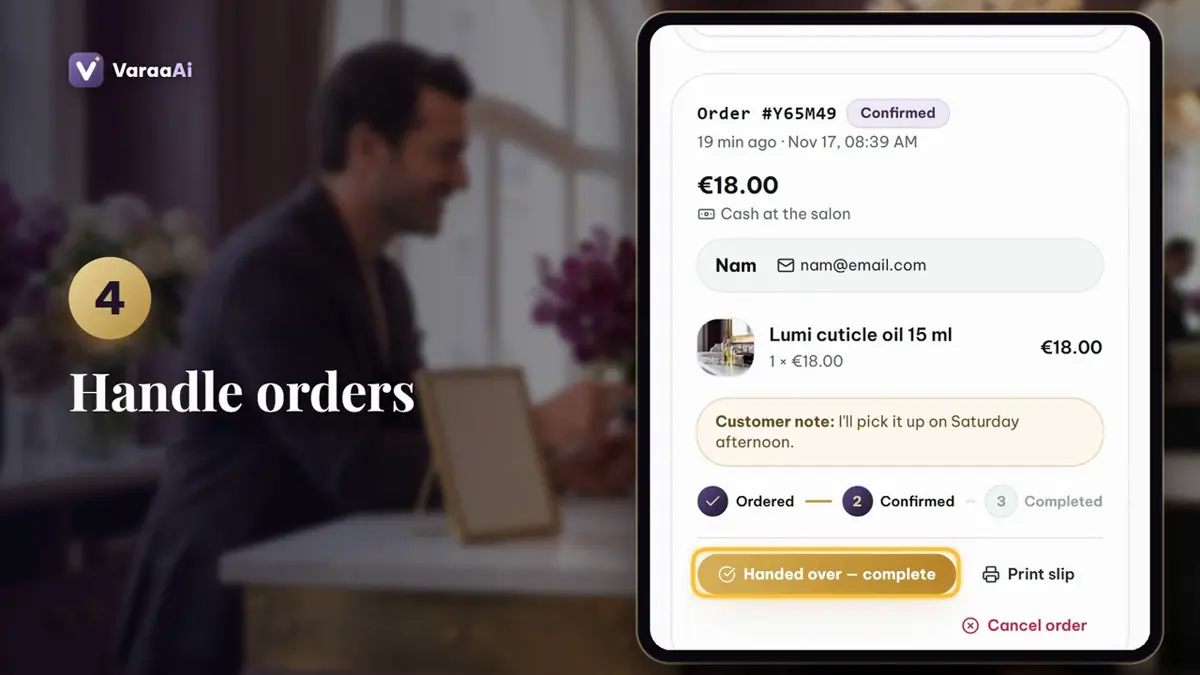 VaraaAi
4
Handle orders
Order #Y65M49 Confirmed
19 min ago · Nov 17, 08:39 AM
€18.00
Cash at the salon
Nam nam@email.com
Lumi cuticle oil 15 ml
1 × €18.00
€18.00
Customer note: I'll pick it up on Saturday
afternoon.
Ordered 2 Confirmed 3 Completed
Handed over — complete Print slip
Cancel order